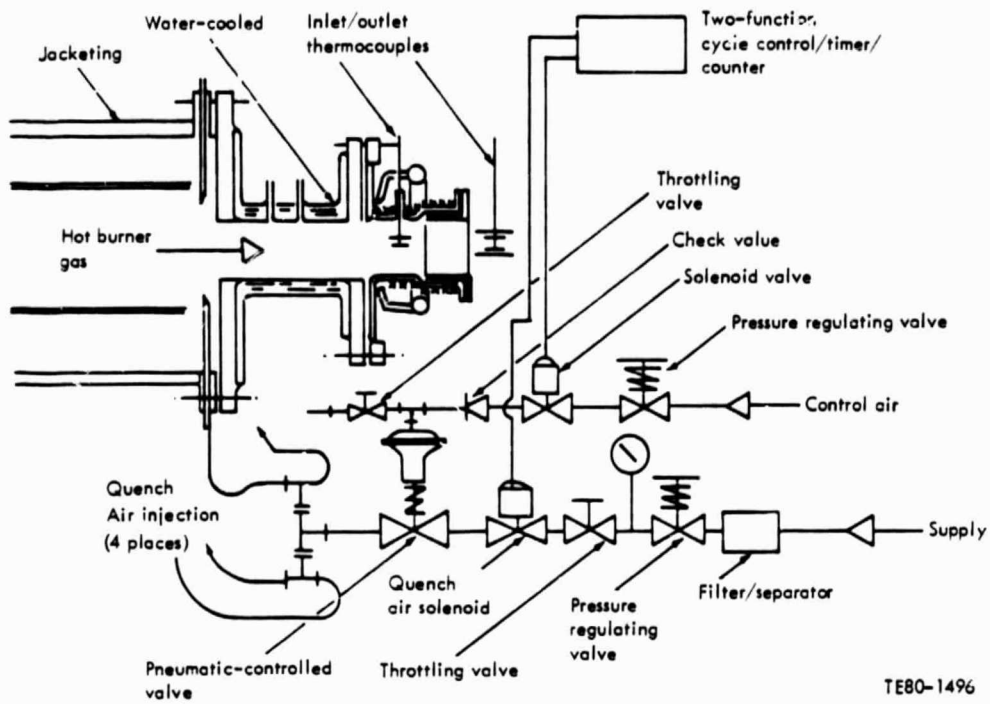 Water-cooled
Inlet/outlet
thermocouples
Two-function,
cycle control/timer/
counter
Jacketing
Throttling
valve
Hot burner
gas
Check value
Solenoid valve
Pressure regulating valve
Control air
Quench
Air injection
(4 places)
Supply
Quench
air solenoid
Filter/separator
Pressure
regulating
valve
Pneumatic-controlled
valve
Throttling valve
TE80-1496